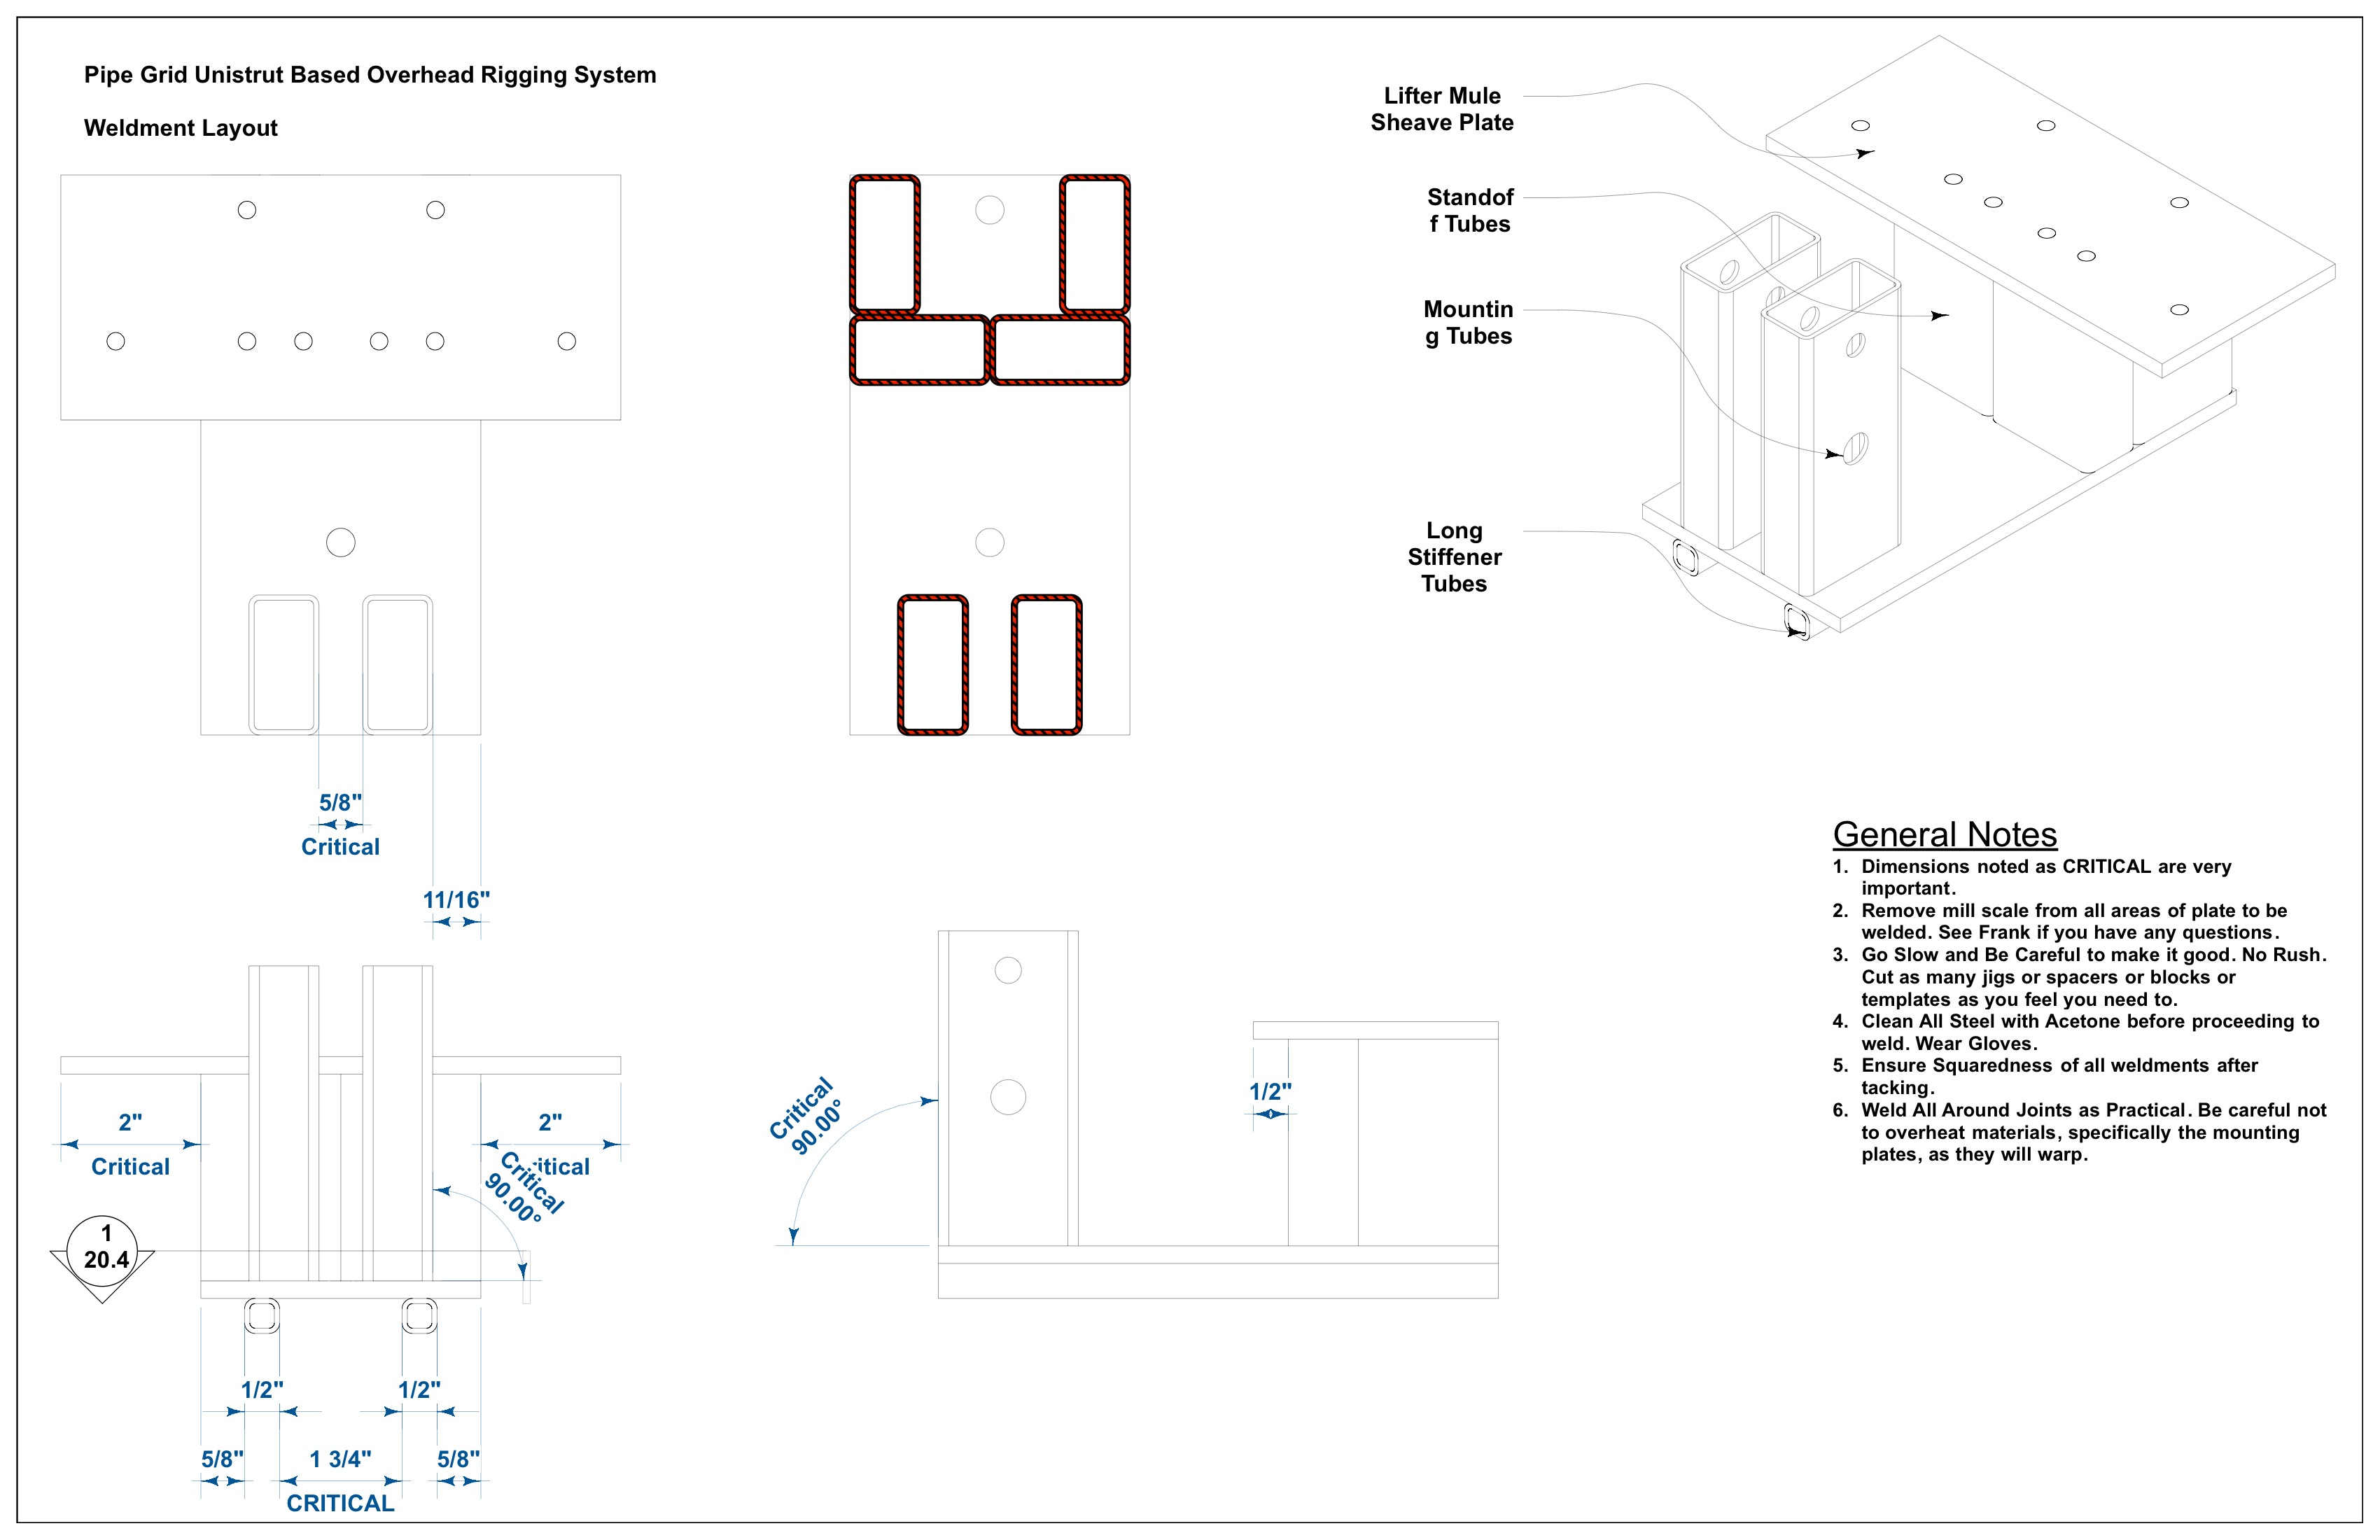 Pipe Grid Unistrut Based Overhead Rigging System
Weldment Layout
Lifter Mule
Sheave Plate
Standof
f Tubes
Mountin
g Tubes
Long
Stiffener
Tubes
5/8"
Critical
11/16"
2"
Critical
2"
Critical
90.00°
itical
1
20.4
1/2"
1/2"
5/8"
1 3/4"
5/8"
CRITICAL
Critical
90.00°
1/2"
General Notes
1. Dimensions noted as CRITICAL are very
important.
2. Remove mill scale from all areas of plate to be
welded. See Frank if you have any questions.
3. Go Slow and Be Careful to make it good. No Rush.
Cut as many jigs or spacers or blocks or
templates as you feel you need to.
4. Clean All Steel with Acetone before proceeding to
weld. Wear Gloves.
5. Ensure Squaredness of all weldments after
tacking.
6. Weld All Around Joints as Practical. Be careful not
to overheat materials, specifically the mounting
plates, as they will warp.